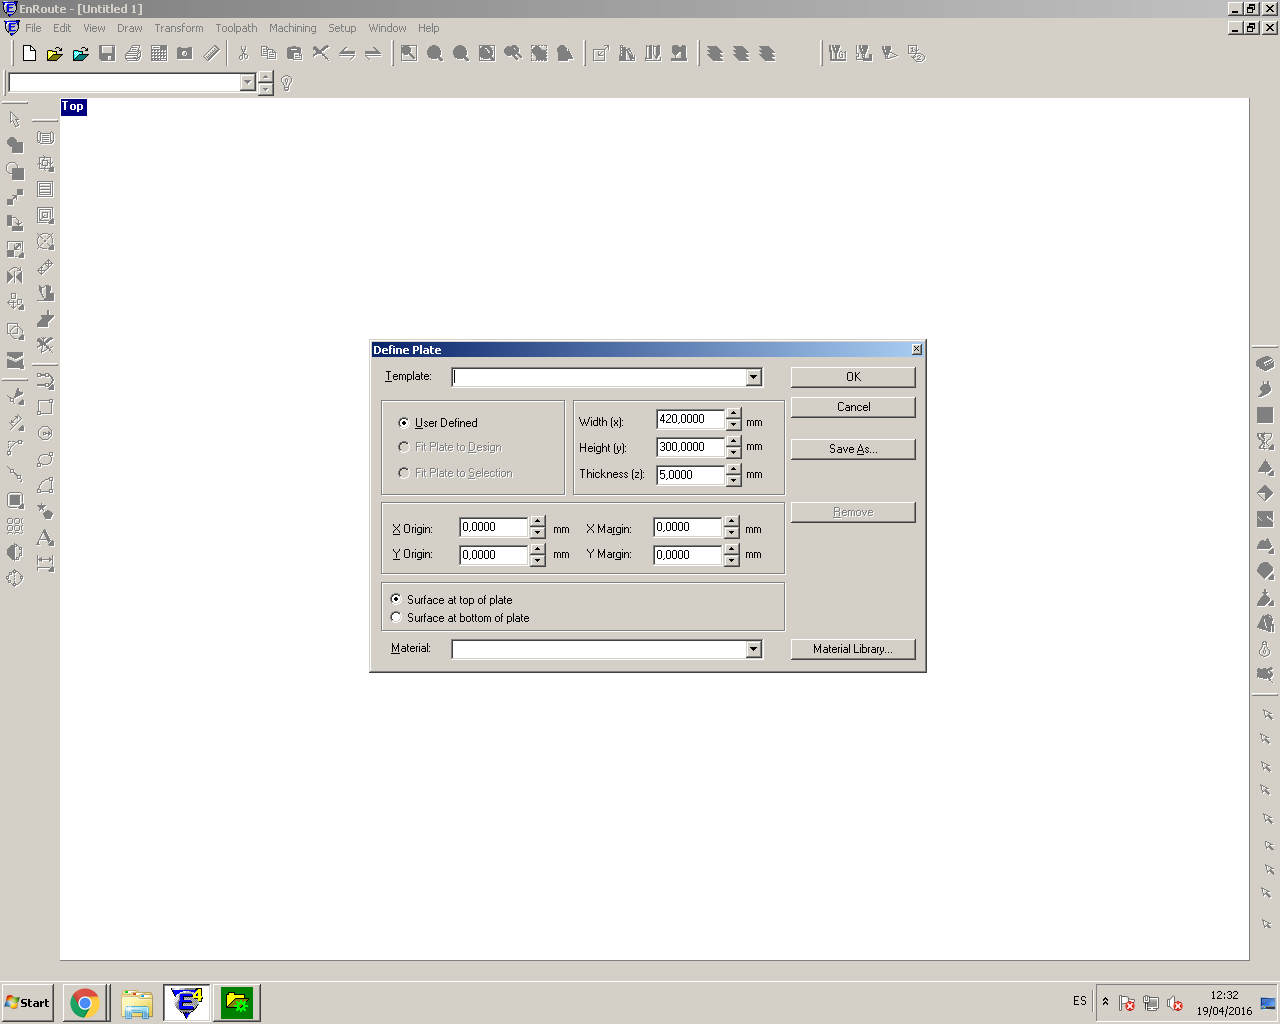 EnRoute - [Untitled 1]
File Edit View Draw Transform Toolpath Machining Setup Window Help
Top
Define Plate
Template:
OK
Cancel
Save As...
Remove
User Defined
Fit Plate to Design
Fit Plate to Selection
Width (x): 420,0000 mm
Height (y): 300,0000 mm
Thickness (z): 5,0000 mm
X Origin: 0,0000 mm X Margin: 0,0000 mm
Y Origin: 0,0000 mm Y Margin: 0,0000 mm
Surface at top of plate
Surface at bottom of plate
Material:
Material Library...
Start
ES
12:32
19/04/2016